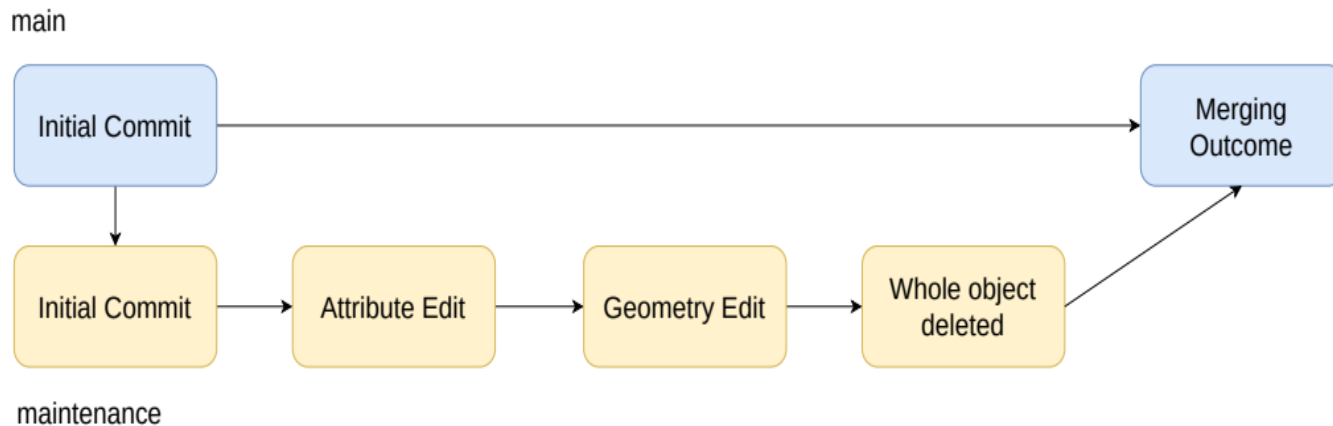 main
Initial Commit
Merging
Outcome
Initial Commit
Attribute Edit
Geometry Edit
Whole object
deleted
maintenance